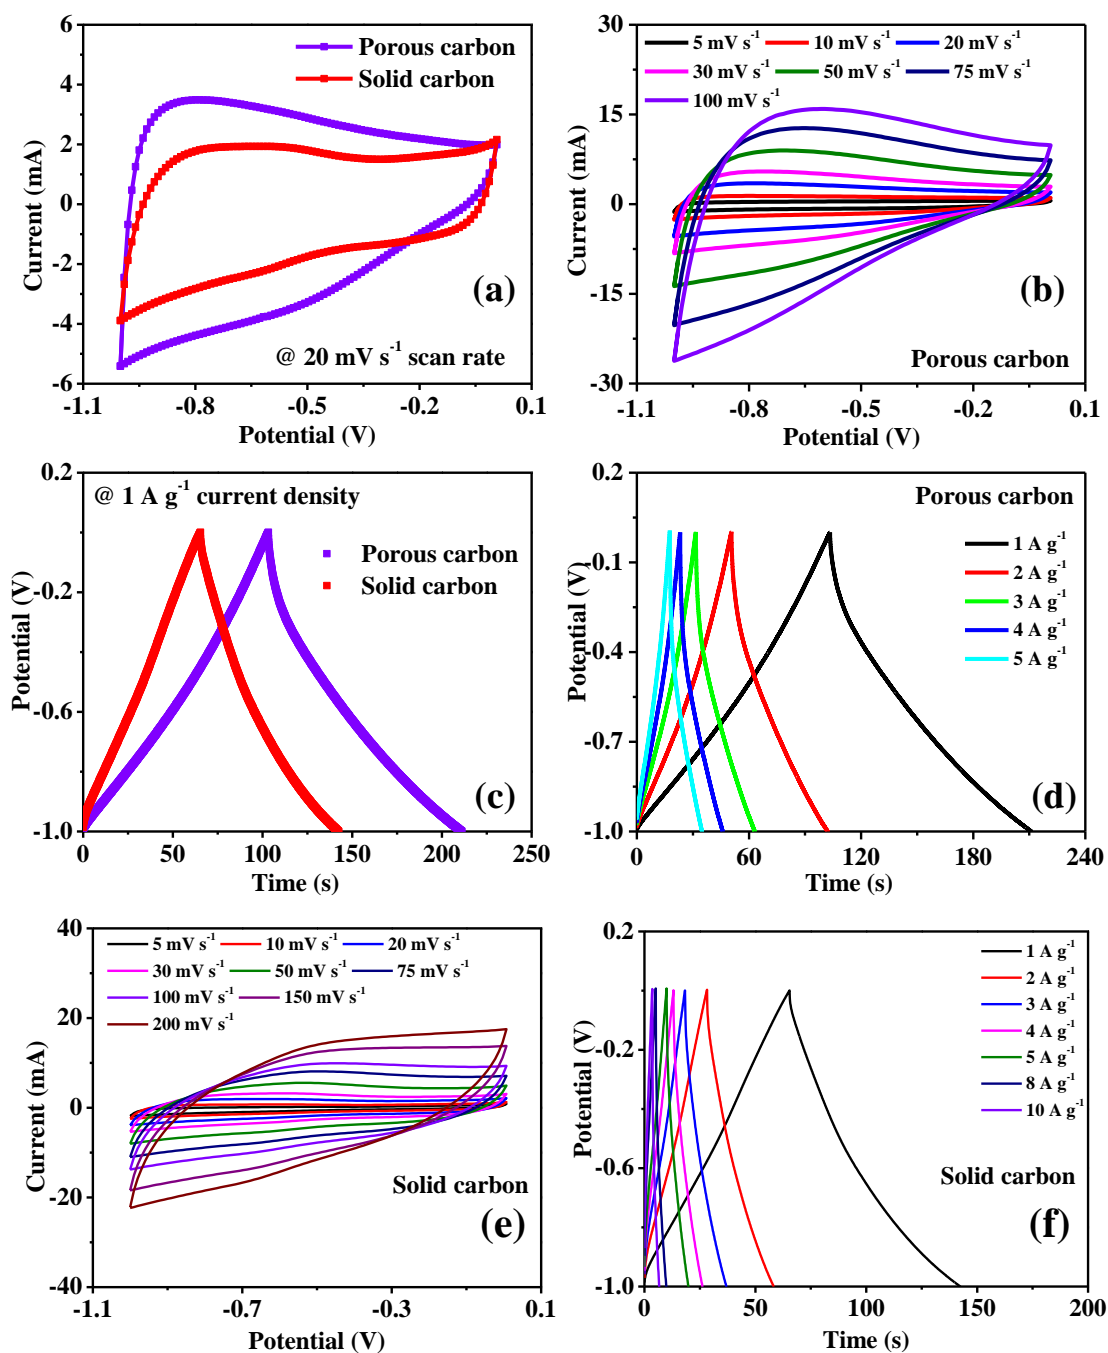 6
4
2
0
-2
-4
-6
Current (mA)
Porous carbon
Solid carbon
(a)
@ 20 mV s⁻¹ scan rate
-1.1 -0.8 -0.5 -0.2 0.1
Potential (V)
30
15
0
-15
-30
Current (mA)
5 mV s⁻¹ 10 mV s⁻¹ 20 mV s⁻¹
30 mV s⁻¹ 50 mV s⁻¹ 75 mV s⁻¹
100 mV s⁻¹
(b)
Porous carbon
-1.1 -0.8 -0.5 -0.2 0.1
Potential (V)
0.2
-0.2
-0.6
-1.0
Potential (V)
@ 1 A g⁻¹ current density
Porous carbon
Solid carbon
(c)
0 50 100 150 200 250
Time (s)
0.2
-0.1
-0.4
-0.7
-1.0
Potential (V)
Porous carbon
1 A g⁻¹
2 A g⁻¹
3 A g⁻¹
4 A g⁻¹
5 A g⁻¹
(d)
0 60 120 180 240
Time (s)
40
20
0
-20
-40
Current (mA)
5 mV s⁻¹ 10 mV s⁻¹ 20 mV s⁻¹
30 mV s⁻¹ 50 mV s⁻¹ 75 mV s⁻¹
100 mV s⁻¹ 150 mV s⁻¹
200 mV s⁻¹
Solid carbon
(e)
-1.1 -0.7 -0.3 0.1
Potential (V)
0.2
-0.2
-0.6
-1.0
Potential (V)
1 A g⁻¹
2 A g⁻¹
3 A g⁻¹
4 A g⁻¹
5 A g⁻¹
8 A g⁻¹
10 A g⁻¹
Solid carbon
(f)
0 50 100 150 200
Time (s)